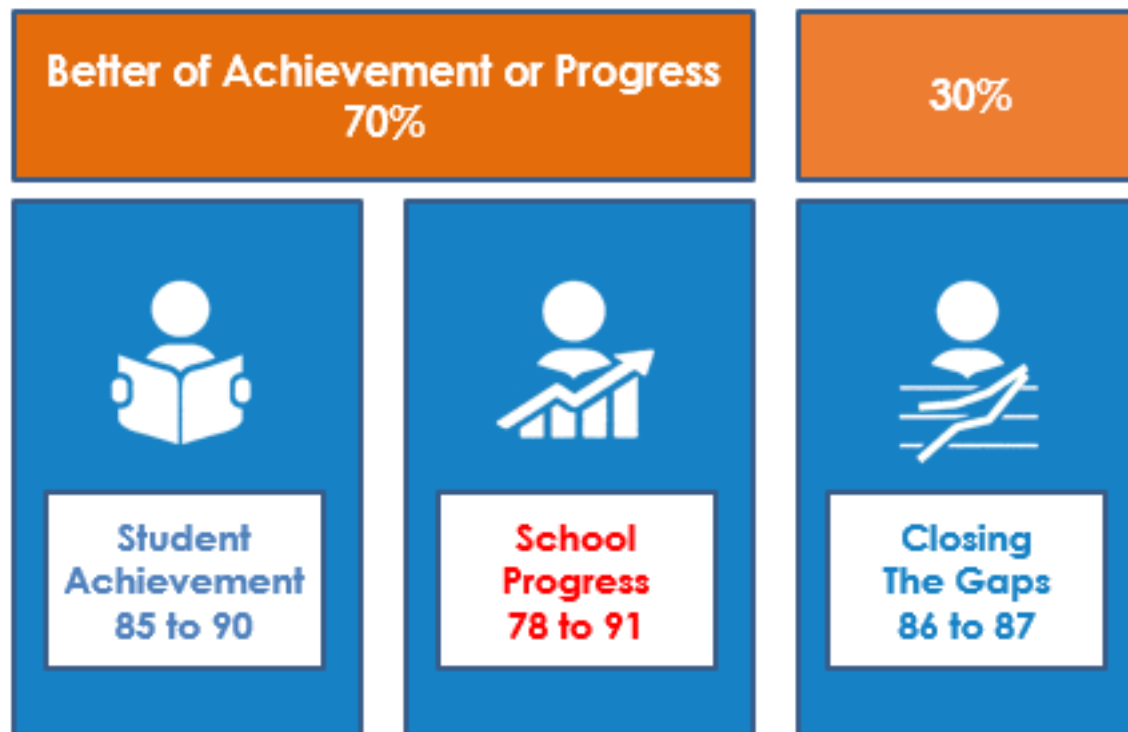 Better of Achievement or Progress
70%
30%
Student
Achievement
85 to 90
School
Progress
78 to 91
Closing
The Gaps
86 to 87